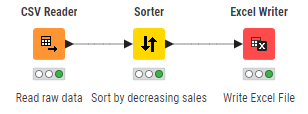 CSV Reader
Sorter
Excel Writer
Read raw data
Sort by decreasing sales
Write Excel File